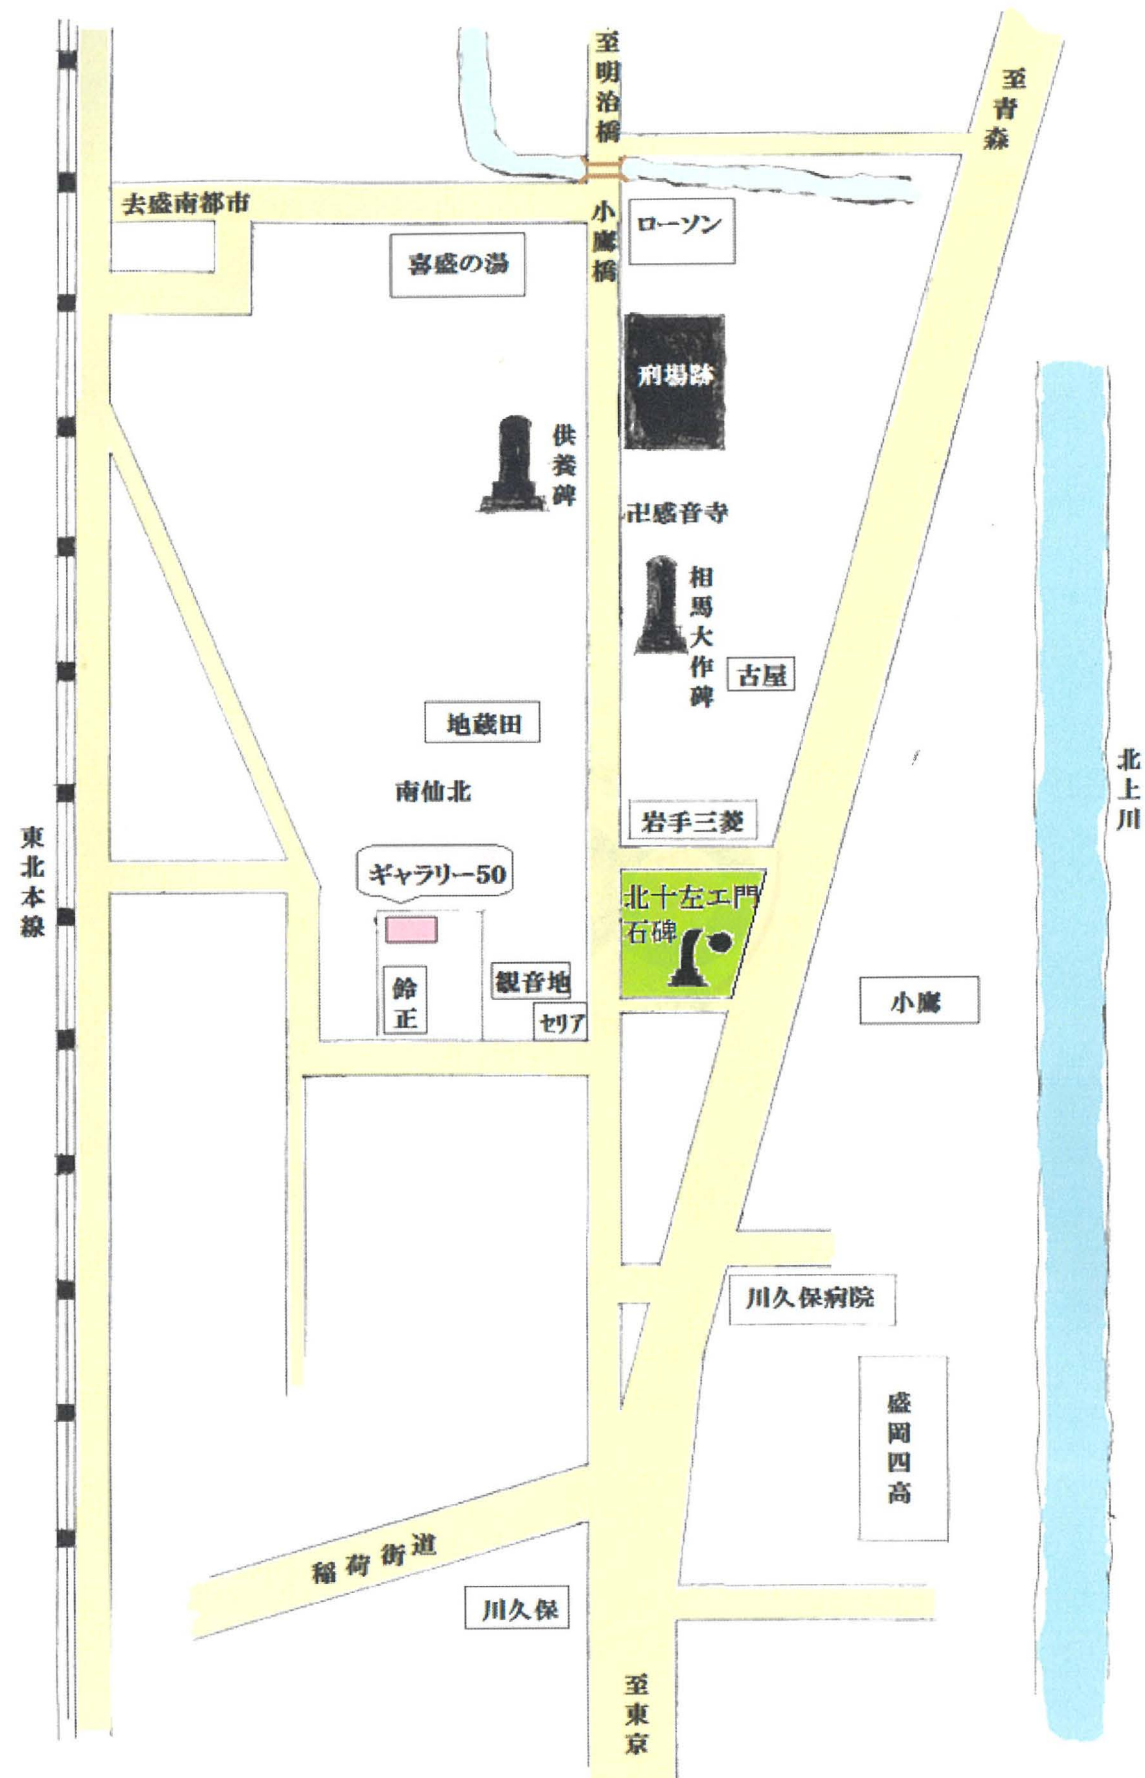 至明治橋
至青森
去盛南都市
小鷹橋
ローソン
喜盛の湯
刑場跡
供養碑
卍感音寺
相馬大作碑
古屋
地蔵田
南仙北
北上川
岩手三菱
東北本線
ギャラリー50
北十左エ門
石碑
鈴正
観音地
セリア
小鷹
川久保病院
盛岡四高
稲荷街道
川久保
至東京